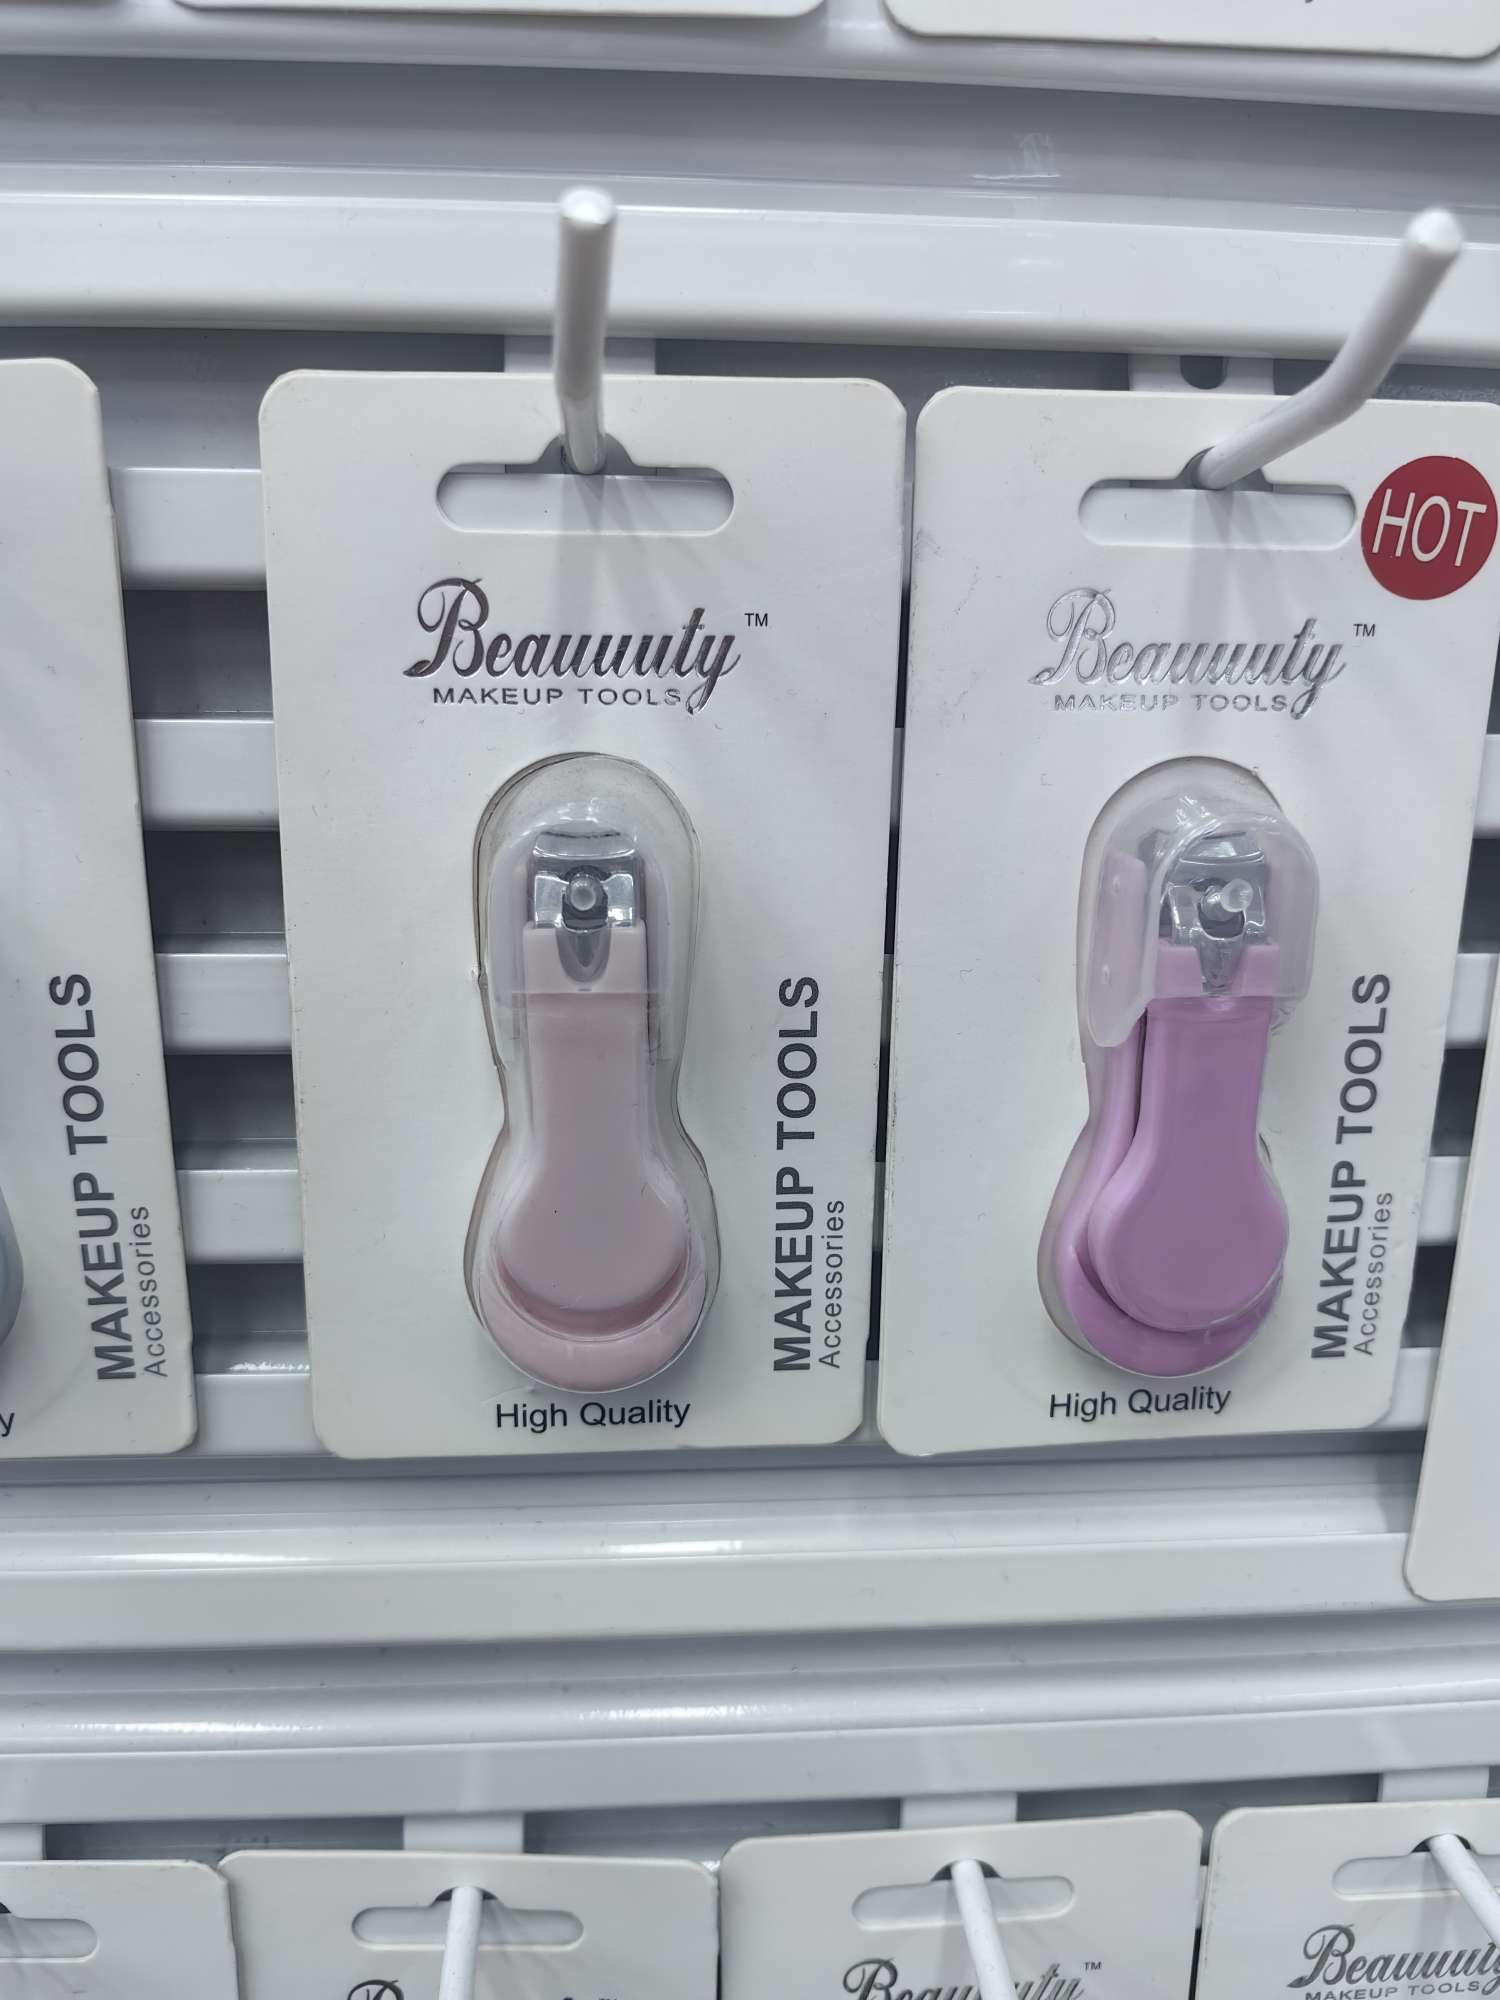 Beauuuty™
MAKEUP TOOLS
MAKEUP TOOLS
Accessories
High Quality
HOT
Beauuuty™
MAKEUP TOOLS
MAKEUP TOOLS
Accessories
High Quality
MAKEUP TOOLS
Accessories
y
Beauuuty™
MAKEUP TOOLS